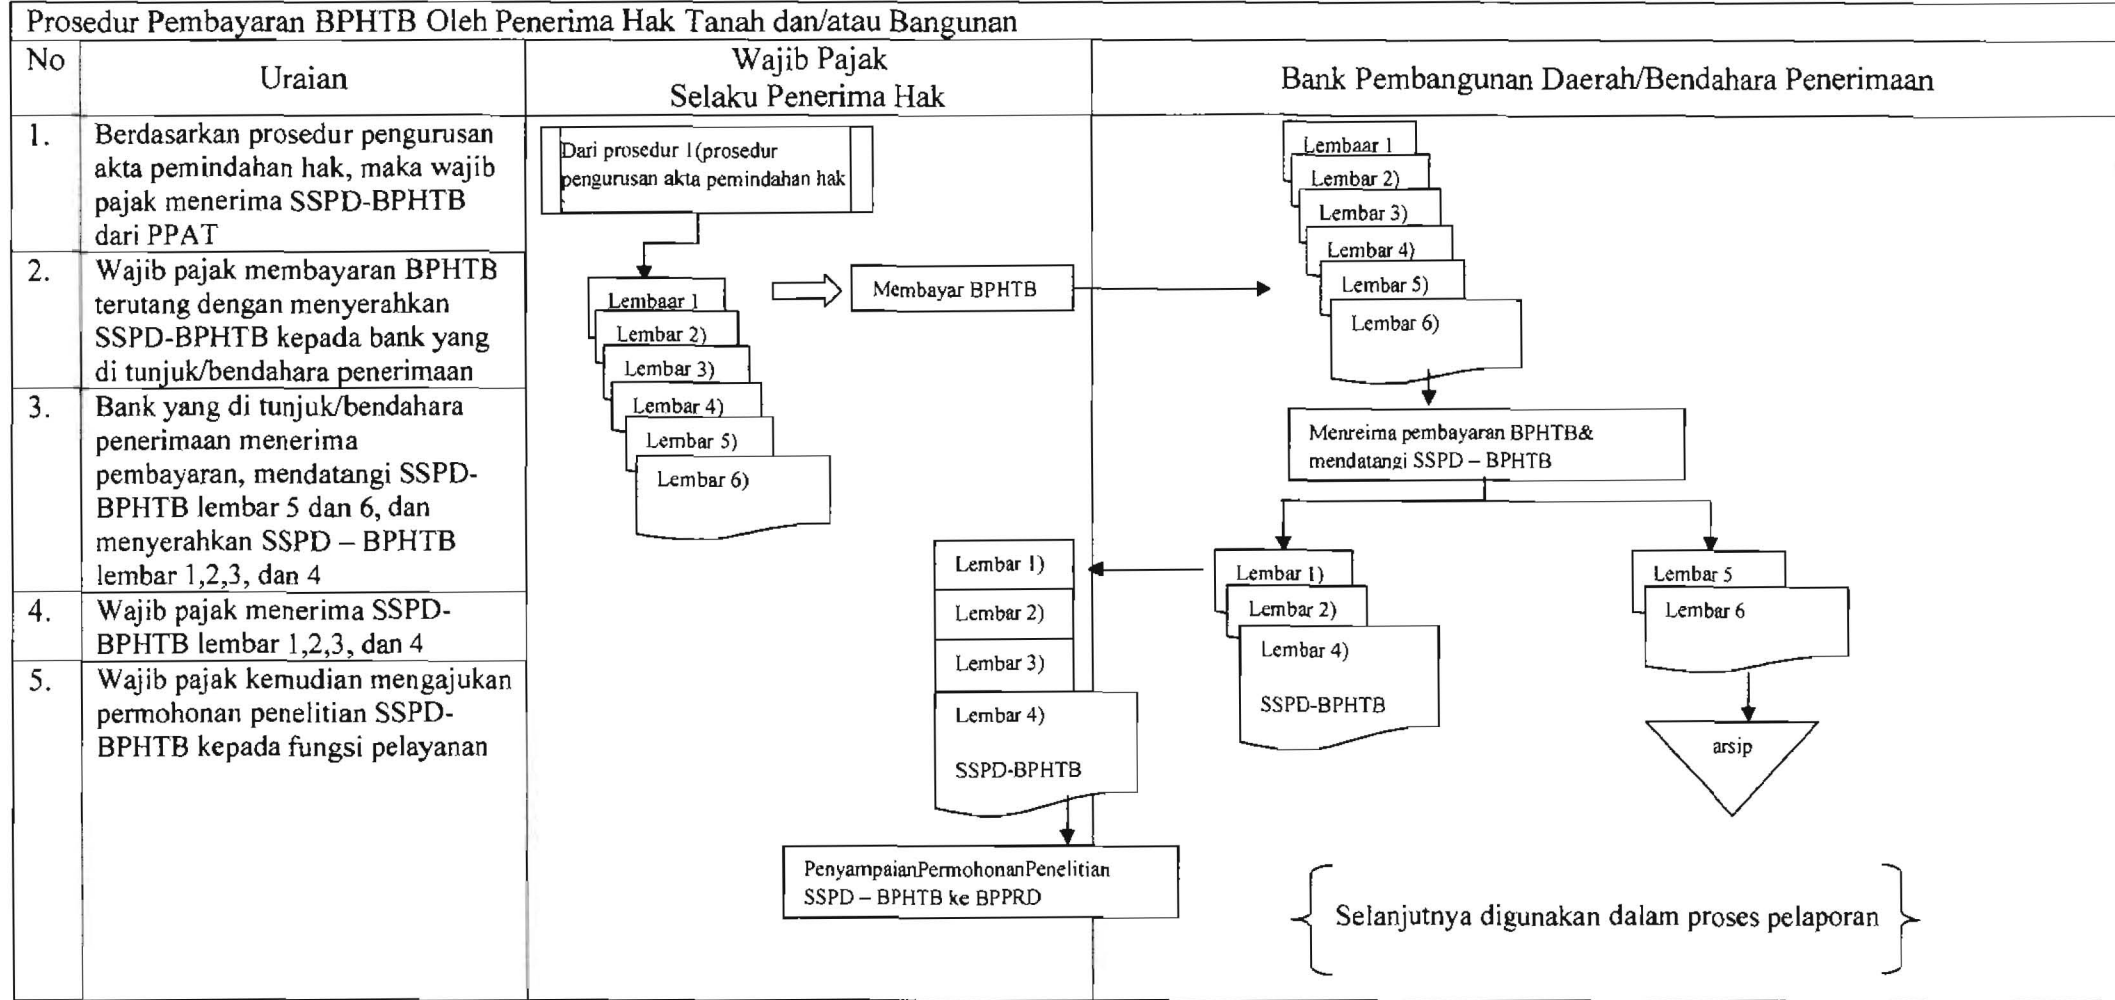 Prosedur Pembayaran BPHTB Oleh Penerima Hak Tanah dan/atau Bangunan
No
Uraian
Wajib Pajak
Selaku Penerima Hak
Bank Pembangunan Daerah/Bendahara Penerimaan
1.
Berdasarkan prosedur pengurusan
akta pemindahan hak, maka wajib
pajak menerima SSPD-BPHTB
dari PPAT
2.
Wajib pajak membayaran BPHTB
terutang dengan menyerahkan
SSPD-BPHTB kepada bank yang
di tunjuk/bendahara penerimaan
3.
Bank yang di tunjuk/bendahara
penerimaan menerima
pembayaran, mendatangi SSPD-
BPHTB lembar 5 dan 6, dan
menyerahkan SSPD – BPHTB
lembar 1,2,3, dan 4
4.
Wajib pajak menerima SSPD-
BPHTB lembar 1,2,3, dan 4
5.
Wajib pajak kemudian mengajukan
permohonan penelitian SSPD-
BPHTB kepada fungsi pelayanan
Dari prosedur 1(prosedur
pengurusan akta pemindahan hak
Lembaar 1
Lembar 2)
Lembar 3)
Lembar 4)
Lembar 5)
Lembar 6)
Membayar BPHTB
Lembar 1)
Lembar 2)
Lembar 3)
Lembar 4)
SSPD-BPHTB
PenyampaianPermohonanPenelitian
SSPD – BPHTB ke BPPRD
Lembaar 1
Lembar 2)
Lembar 3)
Lembar 4)
Lembar 5)
Lembar 6)
Menreima pembayaran BPHTB&
mendatangi SSPD – BPHTB
Lembar 1)
Lembar 2)
Lembar 4)
SSPD-BPHTB
Lembar 5
Lembar 6
arsip
Selanjutnya digunakan dalam proses pelaporan